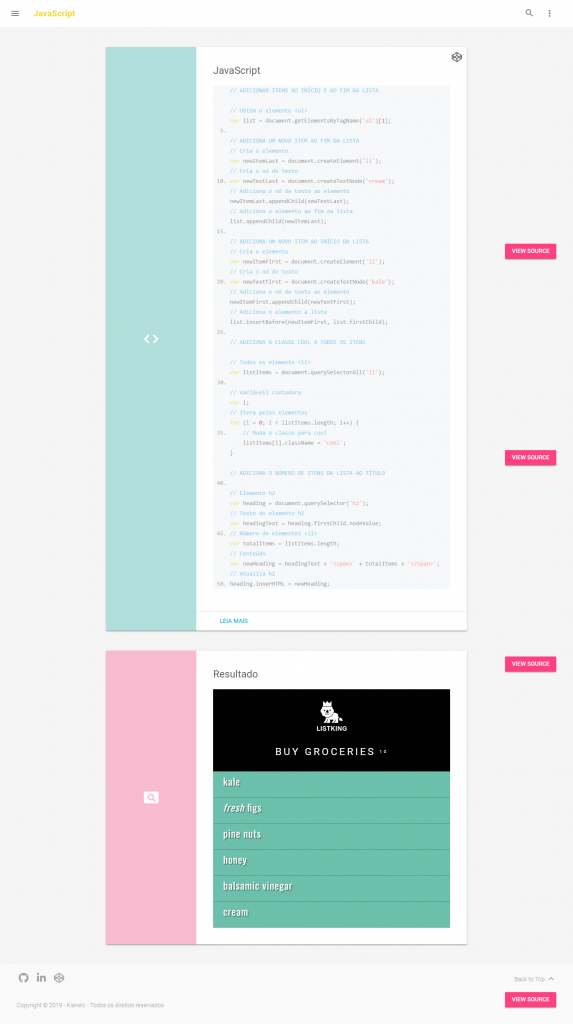 JavaScript
JavaScript
// ADICIONAR ITENS AO INÍCIO E AO FIM DA LISTA
// Obtém o elemento <ul>
var list = document.getElementsByTagName('ul')[1];
5.
// ADICIONA UM NOVO ITEM AO FIM DA LISTA
// Cria o elemento
var newItemLast = document.createElement('li');
// Cria o nó de texto
10. var newTextLast = document.createTextNode('cream');
// Adiciona o nó de texto ao elemento
newItemLast.appendChild(newTextLast);
// Adiciona o elemento ao fim da lista
list.appendChild(newItemLast);
15.
// ADICIONA UM NOVO ITEM AO INÍCIO DA LISTA
// Cria o elemento
var newItemFirst = document.createElement('li');
// Cria o nó de texto
20. var newTextFirst = document.createTextNode('kale');
// Adiciona o nó de texto ao elemento
newItemFirst.appendChild(newTextFirst);
// Adiciona o elemento à lista
list.insertBefore(newItemFirst, list.firstChild);
25.
// ADICIONA A CLASSE COOL A TODOS OS ITENS
// Todos os elements <li>
var listItems = document.querySelectorAll('li');
30.
// Variável contadora
var i;
// Itera pelos elementos
for (i = 0; i < listItems.length; i++) {
35. // Muda a classe para cool
listItems[i].className = 'cool';
}
// ADICIONA O NÚMERO DE ITENS DA LISTA AO TÍTULO
40.
// Elemento h2
var heading = document.querySelector('h2');
// Texto do elemento h2
var headingText = heading.firstChild.nodeValue;
45. // Número de elementos <li>
var totalItems = listItems.length;
// Conteúdo
var newHeading = headingText + '<span>' + totalItems + '</span>';
// Atualiza h2
50. heading.innerHTML = newHeading;
LEIA MAIS
VIEW SOURCE
VIEW SOURCE
VIEW SOURCE
Resultado
LISTKING
BUY GROCERIES 10
kale
fresh figs
pine nuts
honey
balsamic vinegar
cream
Back to Top
Copyright © 2019 - Kleneic - Todos os direitos reservados
VIEW SOURCE